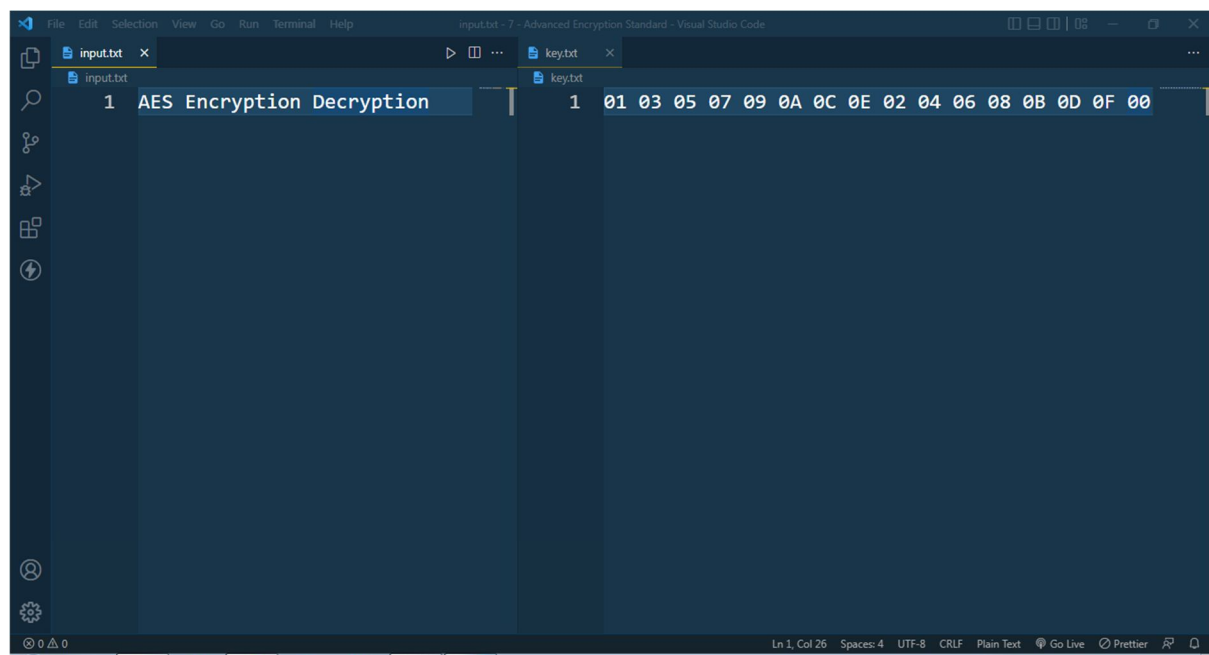 File Edit Selection View Go Run Terminal Help input.txt - 7 - Advanced Encryption Standard - Visual Studio Code
input.txt
key.txt
input.txt
key.txt
1 AES Encryption Decryption
1 01 03 05 07 09 0A 0C 0E 02 04 06 08 0B 0D 0F 00
0 0 Ln 1, Col 26 Spaces: 4 UTF-8 CRLF Plain Text Go Live Prettier